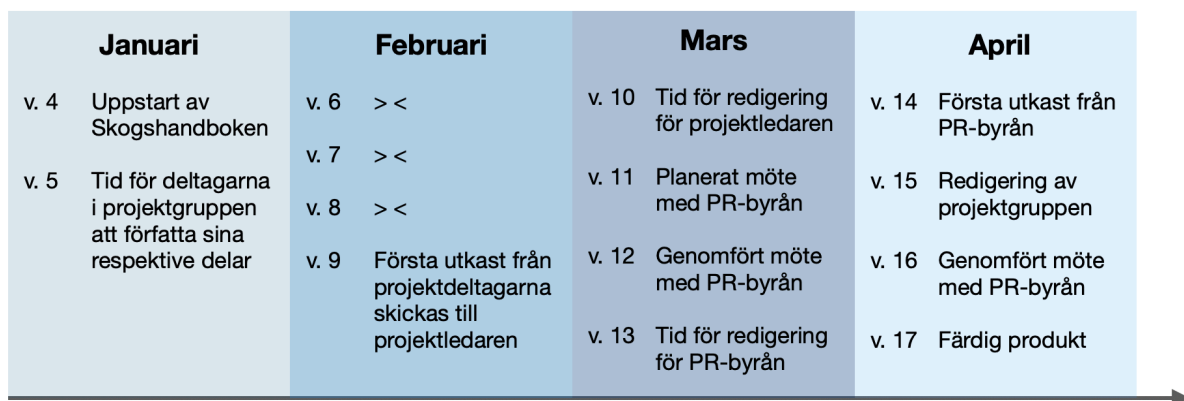 Januari
v. 4 Uppstart av
Skogshandboken
v. 5 Tid för deltagarna
i projektgruppen
att författa sina
respektive delar
Februari
v. 6 > <
v. 7 > <
v. 8 > <
v. 9 Första utkast från
projektdeltagarna
skickas till
projektledaren
Mars
v. 10 Tid för redigering
för projektledaren
v. 11 Planerat möte
med PR-byrån
v. 12 Genomfört möte
med PR-byrån
v. 13 Tid för redigering
för PR-byrån
April
v. 14 Första utkast från
PR-byrån
v. 15 Redigering av
projektgruppen
v. 16 Genomfört möte
med PR-byrån
v. 17 Färdig produkt